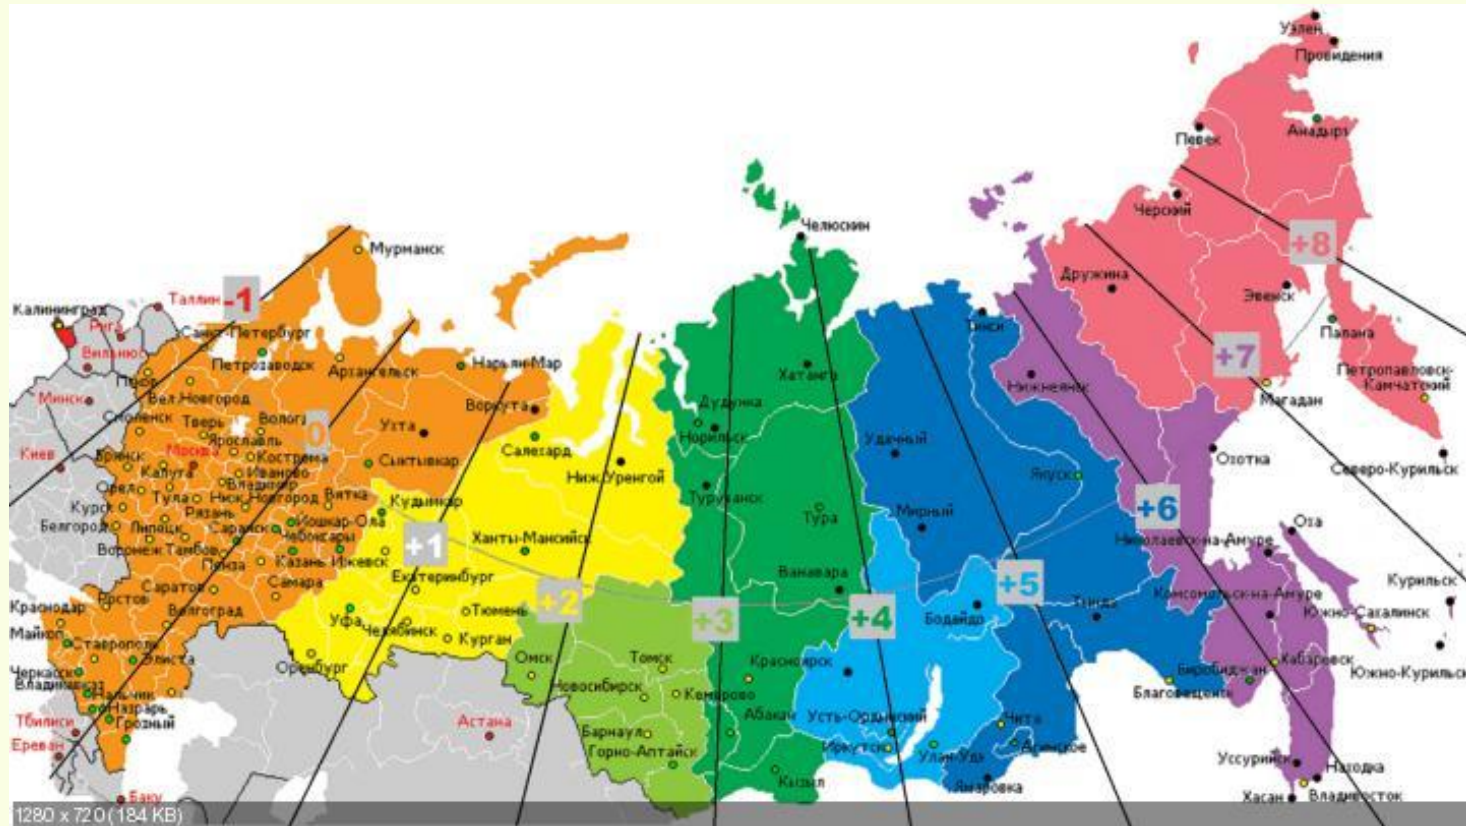 Уэлен
Провидения
Певек
Анадырь
Черский
Челюскин
Мурманск
+8
Дружина
Эвенск
Таллин
-1
Калининград
Рига
Санкт-Петербург
Тикси
Палана
Вильнюс
Петрозаводск
Нарьян-Мар
+7
Архангельск
Хатанга
Петропавловск-
Камчатский
Псков
Нижнеянск
Минск
Вел.Новгород
Магадан
Воркута
Дудинка
Смоленск
Тверь
Вологда
0
Ухта
Норильск
Удачный
Ярославль
Салехард
Охотка
Киев
Брянск
Москва
Кострома
Сыктывкар
Северо-Курильск
Калуга
Иваново
Ниж.Уренгой
Якутск
Орел
Владимир
Туруханск
Тула
Ниж.Новгород
Вятка
Кудымкар
Курск
Рязань
Тура
+6
Белгород
Липецк
Саранск
Йошкар-Ола
Мирный
Оха
Чебоксары
+1
Ханты-Мансийск
Николаевск-на-Амуре
Воронеж
Тамбов
Пенза
Казань
Ижевск
Ванавара
Екатеринбург
+5
Курильск
Саратов
Самара
Комсомольск-на-Амуре
Ростов
+2
Тында
Краснодар
Волгоград
Тюмень
+3
+4
Бодайбо
Южно-Сахалинск
Уфа
Челябинск
Майкоп
Ставрополь
Курган
Элиста
Оренбург
Омск
Томск
Красноярск
Хабаровск
Черкасск
Биробиджан
Южно-Курильск
Владикавказ
Новосибирск
Кемерово
Благовещенск
Нальчик
Назрань
Абакан
Усть-Ордынский
Чита
Тбилиси
Грозный
Астана
Барнаул
Ереван
Горно-Алтайск
Иркутск
Улан-Удэ
Агинское
Уссурийск
Находка
Кызыл
Ямаровка
Баку
Хасан
Владивосток
1280 x 720 (184 KB)